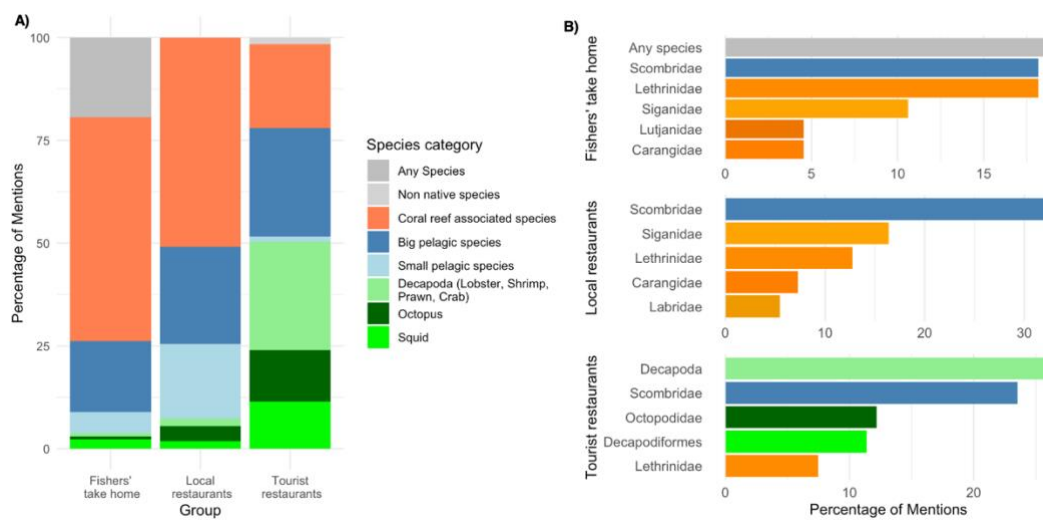 A)
100
75
50
25
0
Percentage of Mentions
Fishers'
take home
Local
restaurants
Tourist
restaurants
Group
Species category
Any Species
Non native species
Coral reef associated species
Big pelagic species
Small pelagic species
Decapoda (Lobster, Shrimp,
Prawn, Crab)
Octopus
Squid
B)
Fishers' take home
Any species
Scombridae
Lethrinidae
Siganidae
Lutjanidae
Carangidae
0 5 10 15
Local restaurants
Scombridae
Siganidae
Lethrinidae
Carangidae
Labridae
0 10 20 30
Tourist restaurants
Decapoda
Scombridae
Octopodidae
Decapodiformes
Lethrinidae
0 10 20
Percentage of Mentions